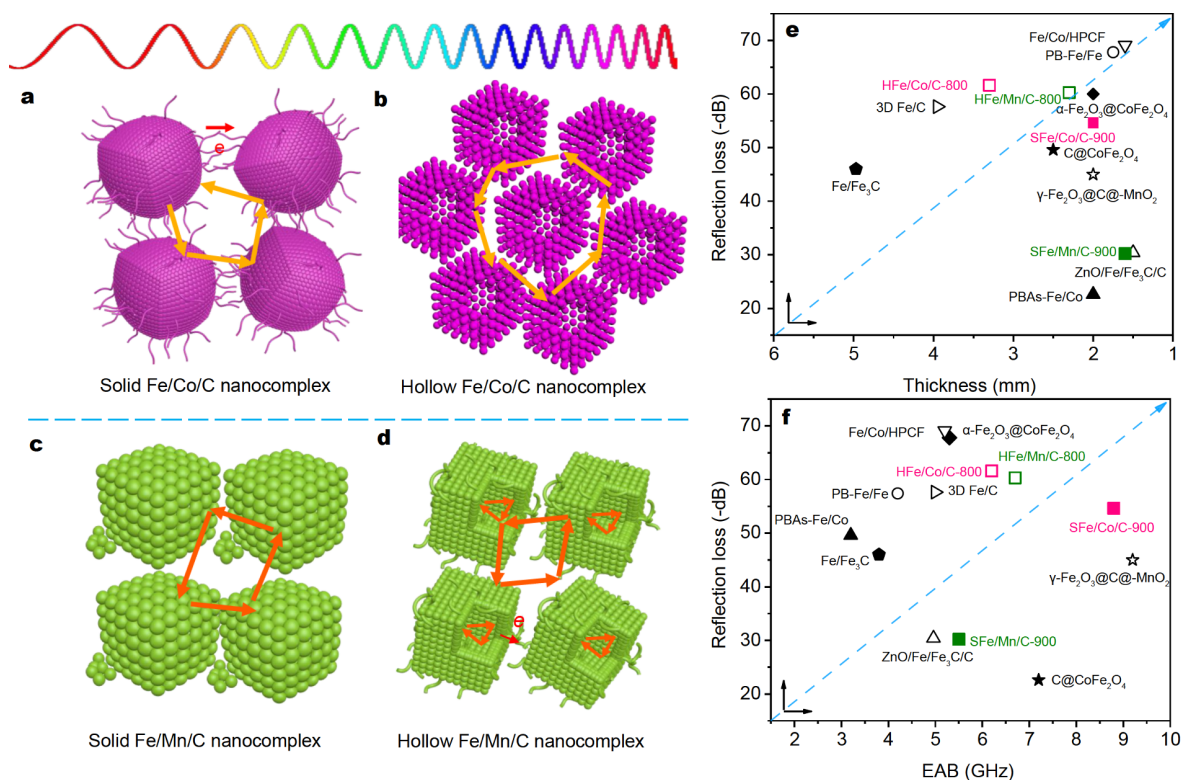 a
e
Solid Fe/Co/C nanocomplex
b
Hollow Fe/Co/C nanocomplex
c
Solid Fe/Mn/C nanocomplex
d
e
Hollow Fe/Mn/C nanocomplex
e
Reflection loss (-dB)
70
60
50
40
30
20
Fe/Co/HPCF
PB-Fe/Fe
HFe/Co/C-800
HFe/Mn/C-800
3D Fe/C
α-Fe₂O₃@CoFe₂O₄
SFe/Co/C-900
C@CoFe₂O₄
Fe/Fe₃C
γ-Fe₂O₃@C@-MnO₂
SFe/Mn/C-900
ZnO/Fe/Fe₃C/C
PBAs-Fe/Co
6 5 4 3 2 1
Thickness (mm)
f
Reflection loss (-dB)
70
60
50
40
30
20
Fe/Co/HPCF
α-Fe₂O₃@CoFe₂O₄
HFe/Mn/C-800
HFe/Co/C-800
PB-Fe/Fe
3D Fe/C
PBAs-Fe/Co
SFe/Co/C-900
Fe/Fe₃C
γ-Fe₂O₃@C@-MnO₂
SFe/Mn/C-900
ZnO/Fe/Fe₃C/C
C@CoFe₂O₄
2 3 4 5 6 7 8 9 10
EAB (GHz)